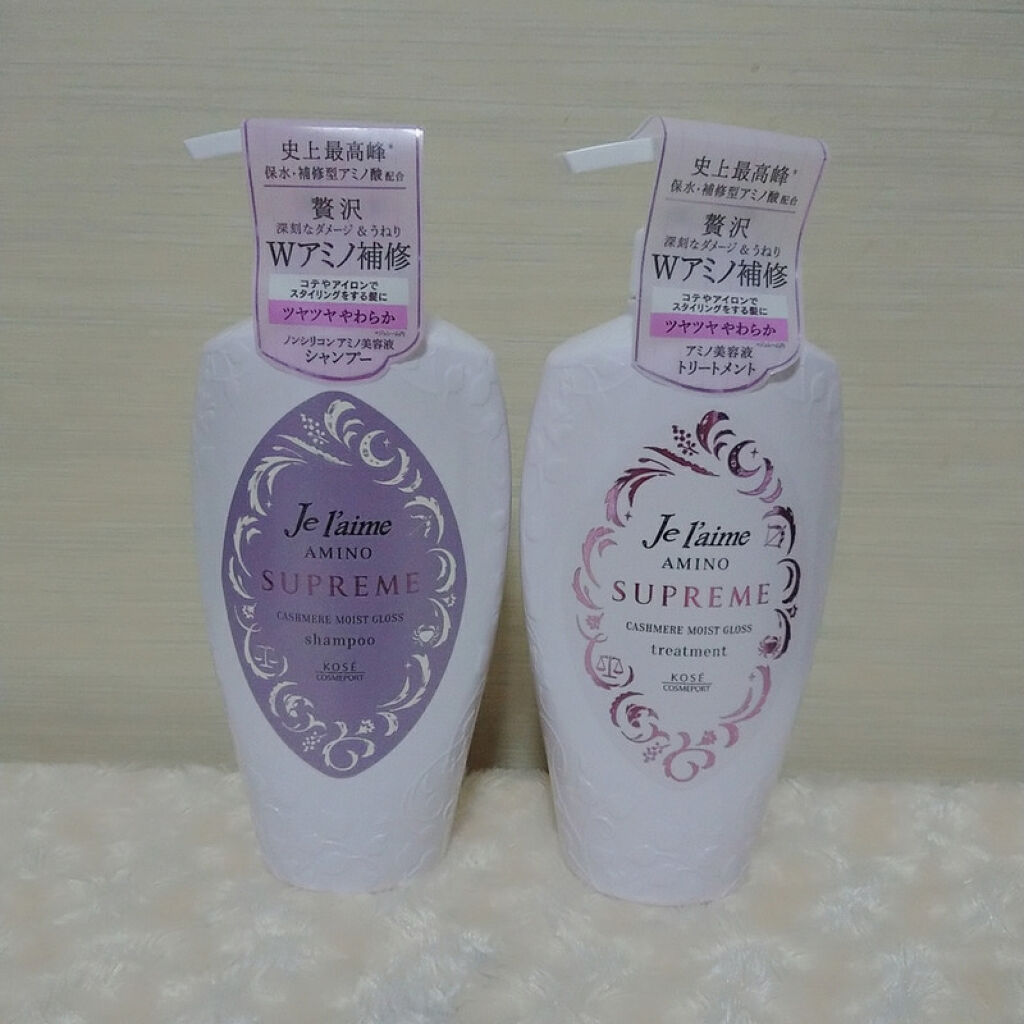 史上最高峰*
保水・補修型アミノ酸配合
贅沢
深刻なダメージ&うねり
Wアミノ補修
コテやアイロンで
スタイリングをする髪に
ツヤツヤ やわらか
ノンシリコン アミノ美容液
シャンプー
Je l'aime
AMINO
SUPREME
CASHMERE MOIST GLOSS
shampoo
KOSÉ
COSMEPORT
史上最高峰*
保水・補修型アミノ酸配合
贅沢
深刻なダメージ&うねり
Wアミノ補修
コテやアイロンで
スタイリングをする髪に
ツヤツヤ やわらか
アミノ美容液
トリートメント
Je l'aime
AMINO
SUPREME
CASHMERE MOIST GLOSS
treatment
KOSÉ
COSMEPORT